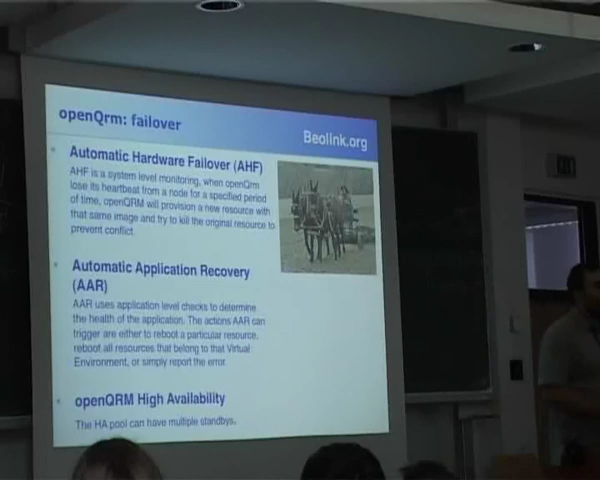 openQrm: failover
Beolink.org
Automatic Hardware Failover (AHF)
AHF is a system level monitoring, when openQrm
lose its heartbeat from a node for a specified period
of time, openQRM will provision a new resource with
that same image and try to kill the original resource to
prevent conflict.
Automatic Application Recovery
(AAR)
AAR uses application level checks to determine
the health of the application. The actions AAR can
trigger are either to reboot a particular resource,
reboot all resources that belong to that Virtual
Environment, or simply report the error.
openQRM High Availability
The HA pool can have multiple standbys.